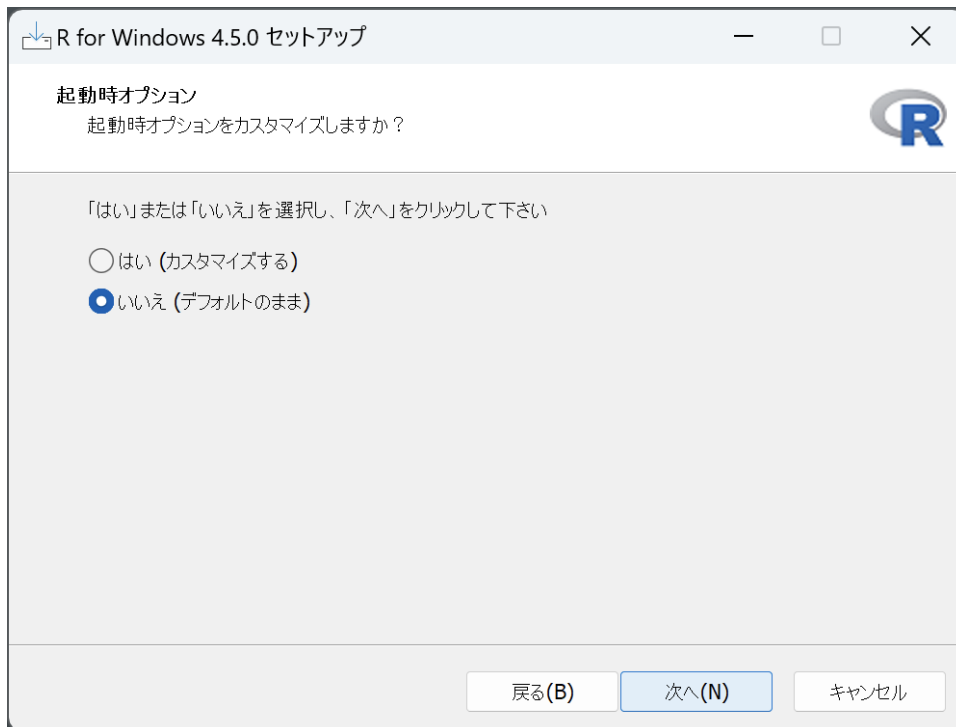 R for Windows 4.5.0 セットアップ
起動時オプション
起動時オプションをカスタマイズしますか？
R
「はい」または「いいえ」を選択し、「次へ」をクリックして下さい
はい (カスタマイズする)
いいえ (デフォルトのまま)
戻る(B)
次へ(N)
キャンセル